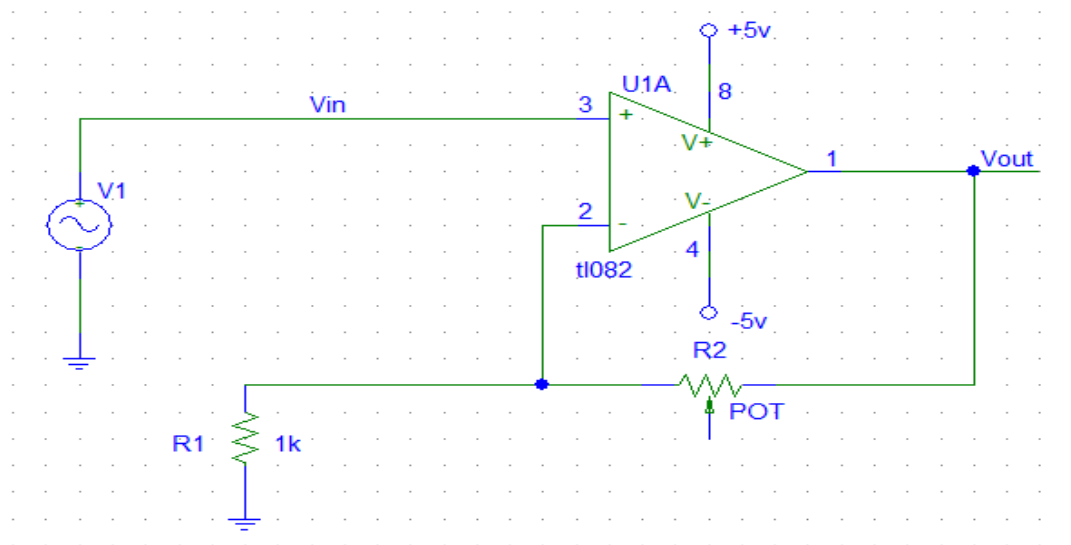 +5v
U1A
8
Vin
3
+
V+
1
Vout
V1
+
-
2
-
V-
4
tl082
-5v
R2
POT
R1
1k